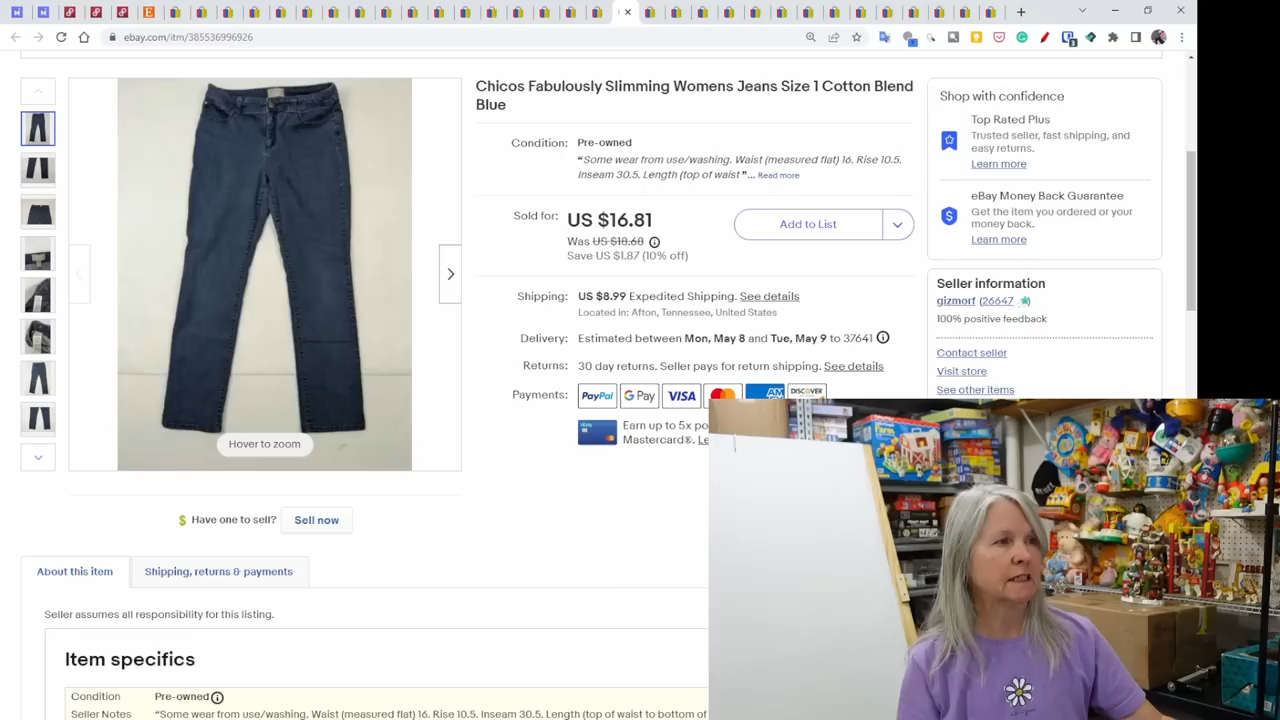 ebay.com/itm/385536996926
Chicos Fabulously Slimming Womens Jeans Size 1 Cotton Blend
Blue
Condition: Pre-owned
“Some wear from use/washing. Waist (measured flat) 16. Rise 10.5.
Inseam 30.5. Length (top of waist ”... Read more
Sold for: US $16.81
Was US $18.68
Save US $1.87 (10% off)
Add to List
Shipping: US $8.99 Expedited Shipping. See details
Located in: Afton, Tennessee, United States
Delivery: Estimated between Mon, May 8 and Tue, May 9 to 37641
Returns: 30 day returns. Seller pays for return shipping. See details
Payments: PayPal G Pay VISA AM DISCOVER
Earn up to 5x po
Mastercard®. Le
Hover to zoom
Shop with confidence
Top Rated Plus
Trusted seller, fast shipping, and
easy returns.
Learn more
eBay Money Back Guarantee
Get the item you ordered or your
money back.
Learn more
Seller information
gizmorf (26647
100% positive feedback
Contact seller
Visit store
See other items
Have one to sell? Sell now
About this item
Shipping, returns & payments
Seller assumes all responsibility for this listing.
Item specifics
Condition Pre-owned
Seller Notes “Some wear from use/washing. Waist (measured flat) 16. Rise 10.5. Inseam 30.5. Length (top of waist to bottom of
Farm